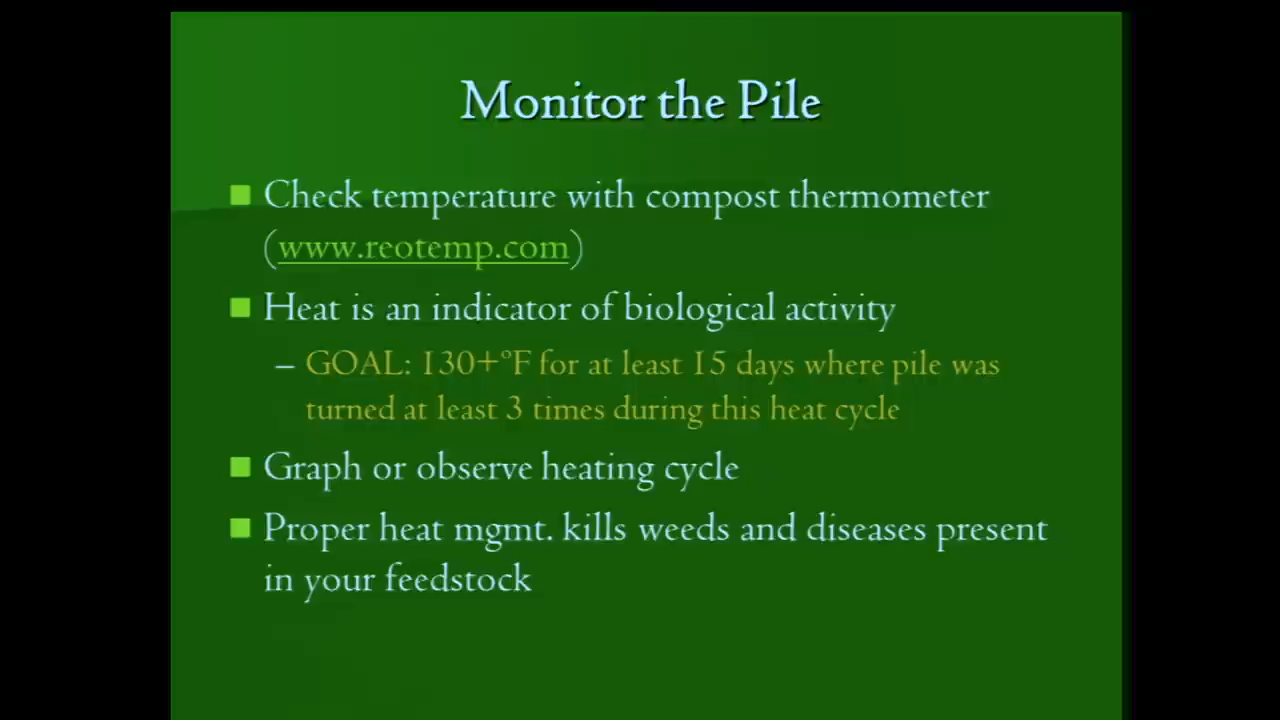 Monitor the Pile
Check temperature with compost thermometer
(www.reotemp.com)
Heat is an indicator of biological activity
– GOAL: 130+°F for at least 15 days where pile was
turned at least 3 times during this heat cycle
Graph or observe heating cycle
Proper heat mgmt. kills weeds and diseases present
in your feedstock